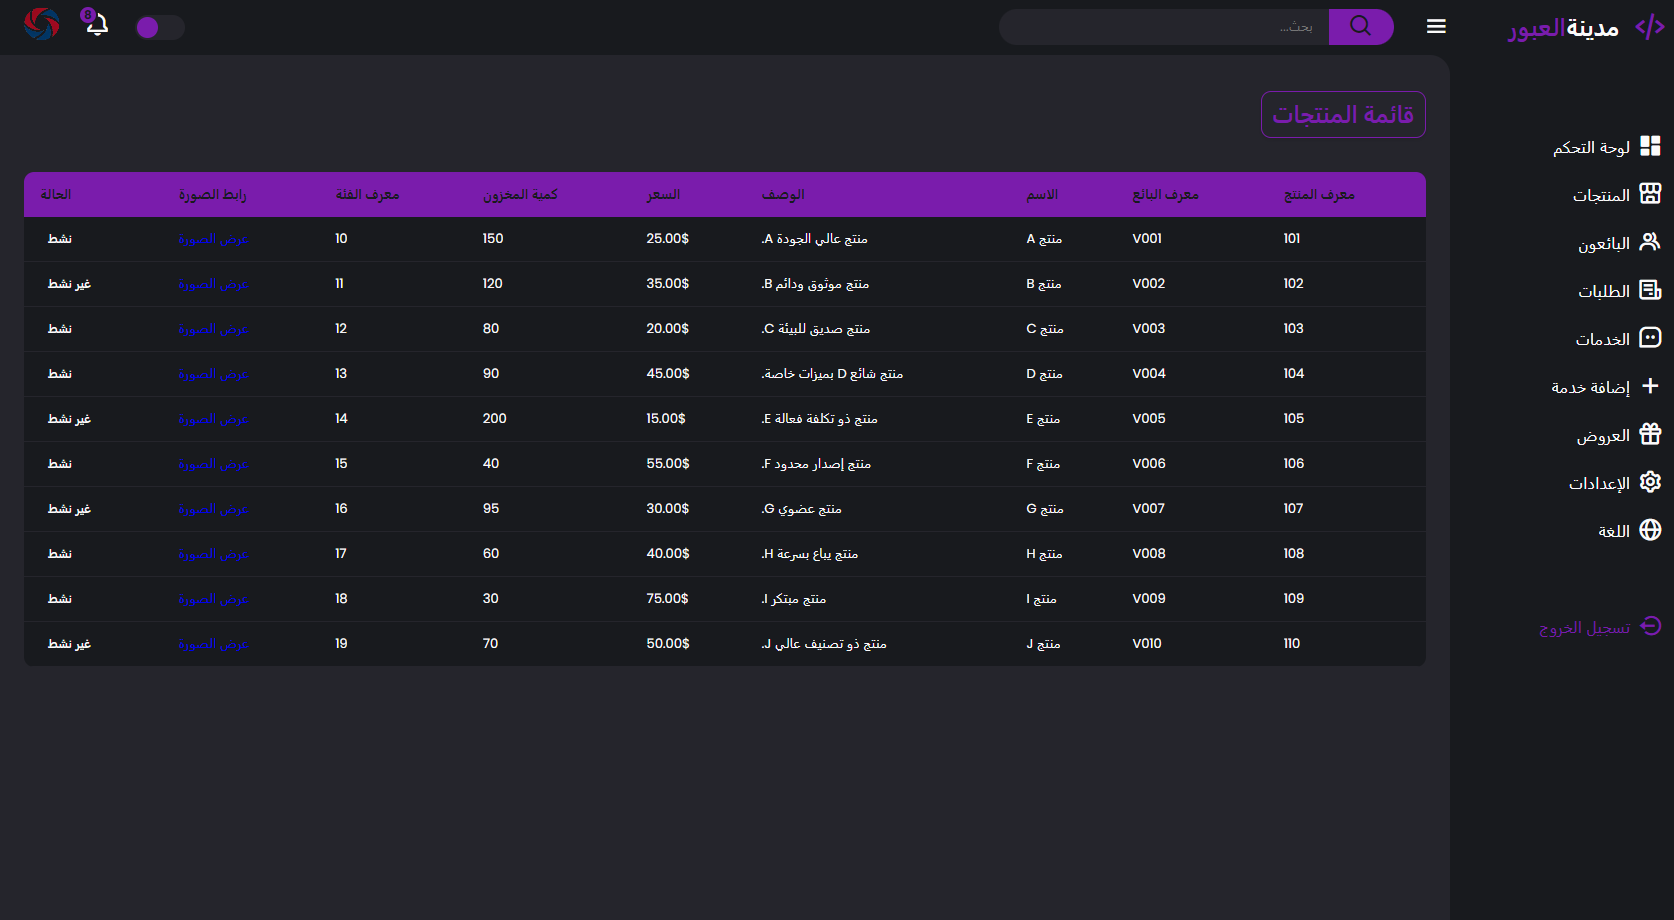 مدينةالعبور
بحث...
8
لوحة التحكم
المنتجات
البائعون
الطلبات
الخدمات
إضافة خدمة
العروض
الإعدادات
اللغة
تسجيل الخروج
قائمة المنتجات
معرف المنتج معرف البائع الاسم الوصف السعر كمية المخزون معرف الفئة رابط الصورة الحالة
101 V001 منتج A منتج عالي الجودة A. 25.00$ 150 10 عرض الصورة نشط
102 V002 منتج B منتج موثوق ودائم B. 35.00$ 120 11 عرض الصورة غير نشط
103 V003 منتج C منتج صديق للبيئة C. 20.00$ 80 12 عرض الصورة نشط
104 V004 منتج D منتج شائع D بميزات خاصة. 45.00$ 90 13 عرض الصورة نشط
105 V005 منتج E منتج ذو تكلفة فعالة E. 15.00$ 200 14 عرض الصورة غير نشط
106 V006 منتج F منتج إصدار محدود F. 55.00$ 40 15 عرض الصورة نشط
107 V007 منتج G منتج عضوي G. 30.00$ 95 16 عرض الصورة غير نشط
108 V008 منتج H منتج يباع بسرعة H. 40.00$ 60 17 عرض الصورة نشط
109 V009 منتج I منتج مبتكر I. 75.00$ 30 18 عرض الصورة نشط
110 V010 منتج J منتج ذو تصنيف عالي J. 50.00$ 70 19 عرض الصورة غير نشط